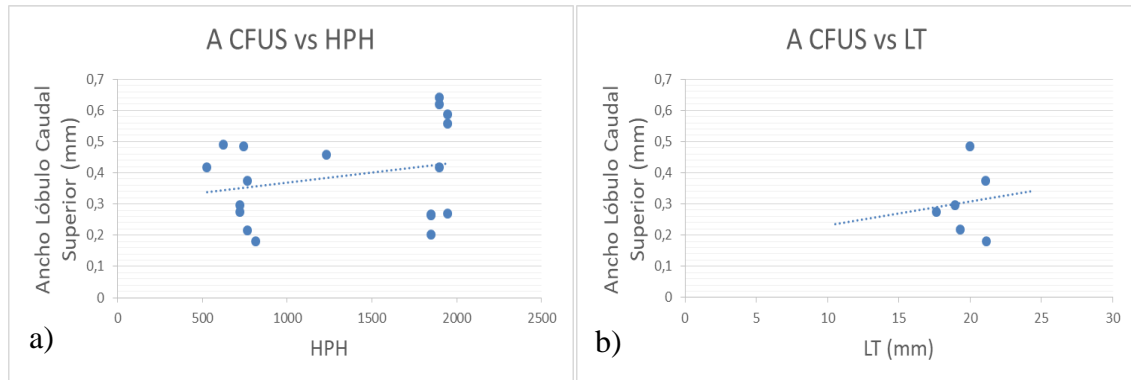 A CFUS vs HPH
Ancho Lóbulo Caudal
Superior (mm)
0,7
0,6
0,5
0,4
0,3
0,2
0,1
0
0
500
1000
1500
2000
2500
HPH
a)
A CFUS vs LT
Ancho Lóbulo Caudal
Superior (mm)
0,7
0,6
0,5
0,4
0,3
0,2
0,1
0
0
5
10
15
20
25
30
LT (mm)
b)